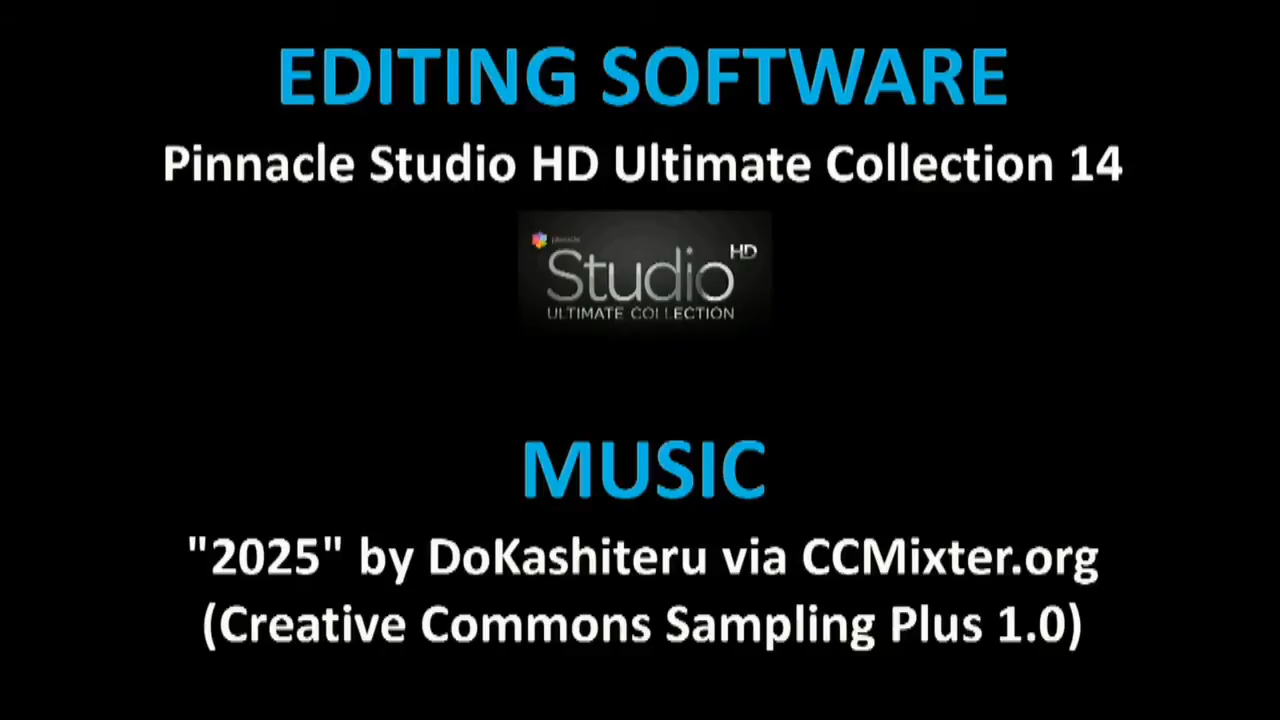 EDITING SOFTWARE
Pinnacle Studio HD Ultimate Collection 14
pinnacle
Studio HD
ULTIMATE COLLECTION
MUSIC
"2025" by DoKashiteru via CCMixter.org
(Creative Commons Sampling Plus 1.0)